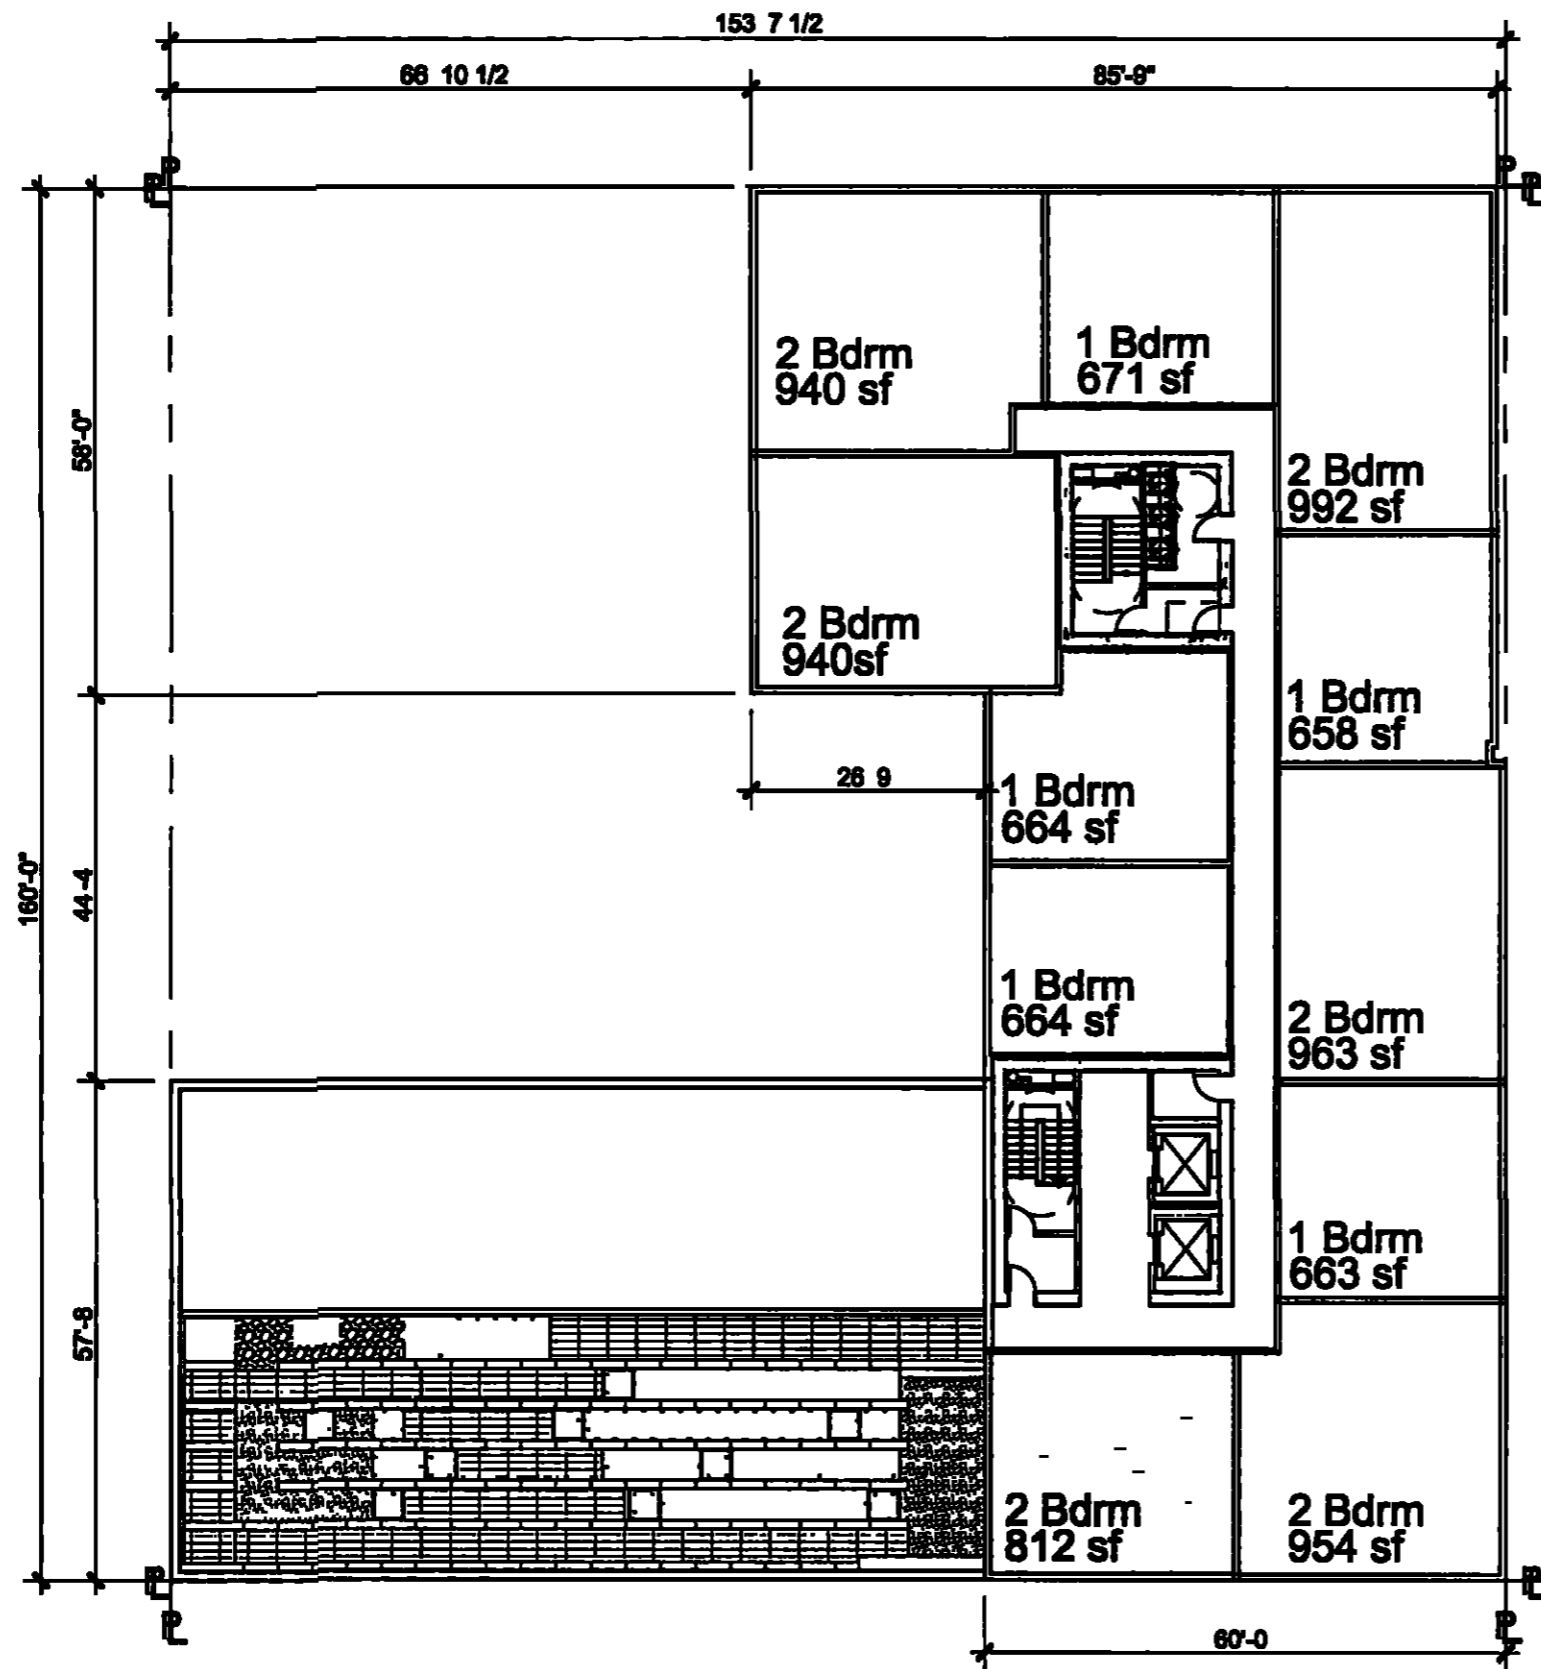 153 7 1/2
66 10 1/2
85'-9"
P
L
P
L
P
L
P
L
2 Bdrm
940 sf
1 Bdrm
671 sf
58'-0"
2 Bdrm
992 sf
2 Bdrm
940sf
1 Bdrm
658 sf
26 9
1 Bdrm
664 sf
160'-0"
44-4
1 Bdrm
664 sf
2 Bdrm
963 sf
1 Bdrm
663 sf
57'-8
2 Bdrm
812 sf
2 Bdrm
954 sf
P
L
P
L
P
L
P
L
60'-0